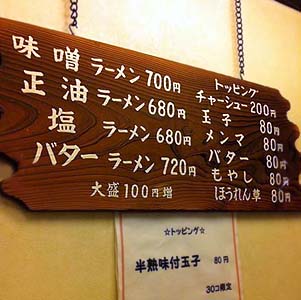 味噌ラーメン700円
正油ラーメン680円
塩ラーメン680円
バターラーメン720円
大盛100円増
トッピング
チャーシュー200円
玉子 80円
メンマ 80円
バター 80円
もやし 80円
ほうれん草 80円
☆トッピング☆
半熟味付玉子 80円
30コ限定